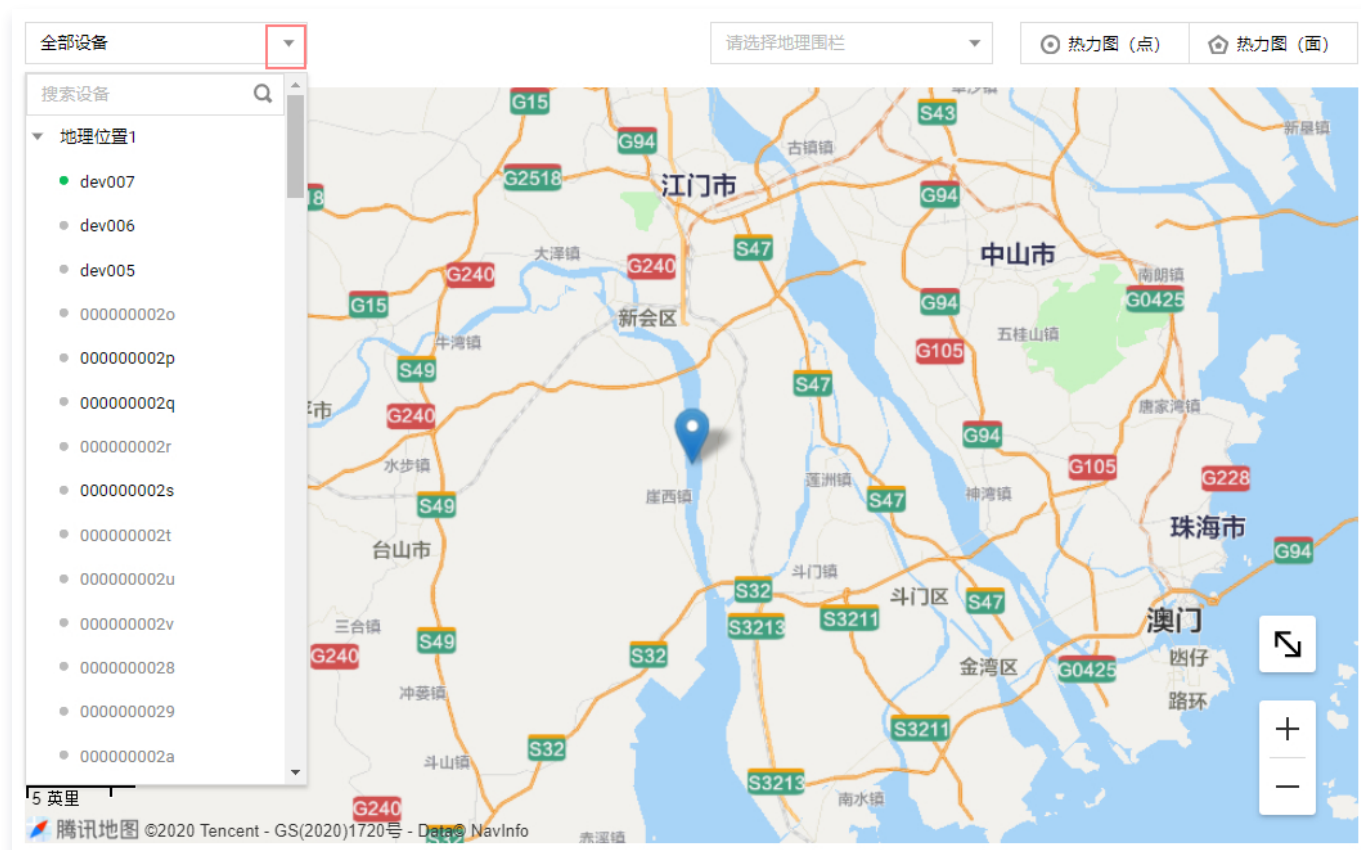 全部设备
请选择地理围栏
热力图（点）
热力图（面）
搜索设备
地理位置1
dev007
dev006
dev005
000000002o
000000002p
000000002q
000000002r
000000002s
000000002t
000000002u
000000002v
0000000028
0000000029
000000002a
G15
S43
新垦镇
G94
古镇镇
G2518
江门市
G94
18
大泽镇
S47
中山市
G240
G240
南朗镇
G15
G94
G0425
新会区
五桂山镇
牛湾镇
G105
S49
S47
唐家湾镇
市
G240
G94
水步镇
G105
蓬洲镇
G228
崖西镇
S47
神湾镇
S49
珠海市
台山市
G94
斗门镇
S32
斗门区
S47
S3211
澳门
三合镇
S3213
S49
G240
S32
氹仔
金湾区
G0425
冲蒌镇
路环
S3211
S32
斗山镇
S3213
5 英里
南水镇
G240
腾讯地图 ©2020 Tencent - GS(2020)1720号 - Data© NavInfo
S32
赤溪镇